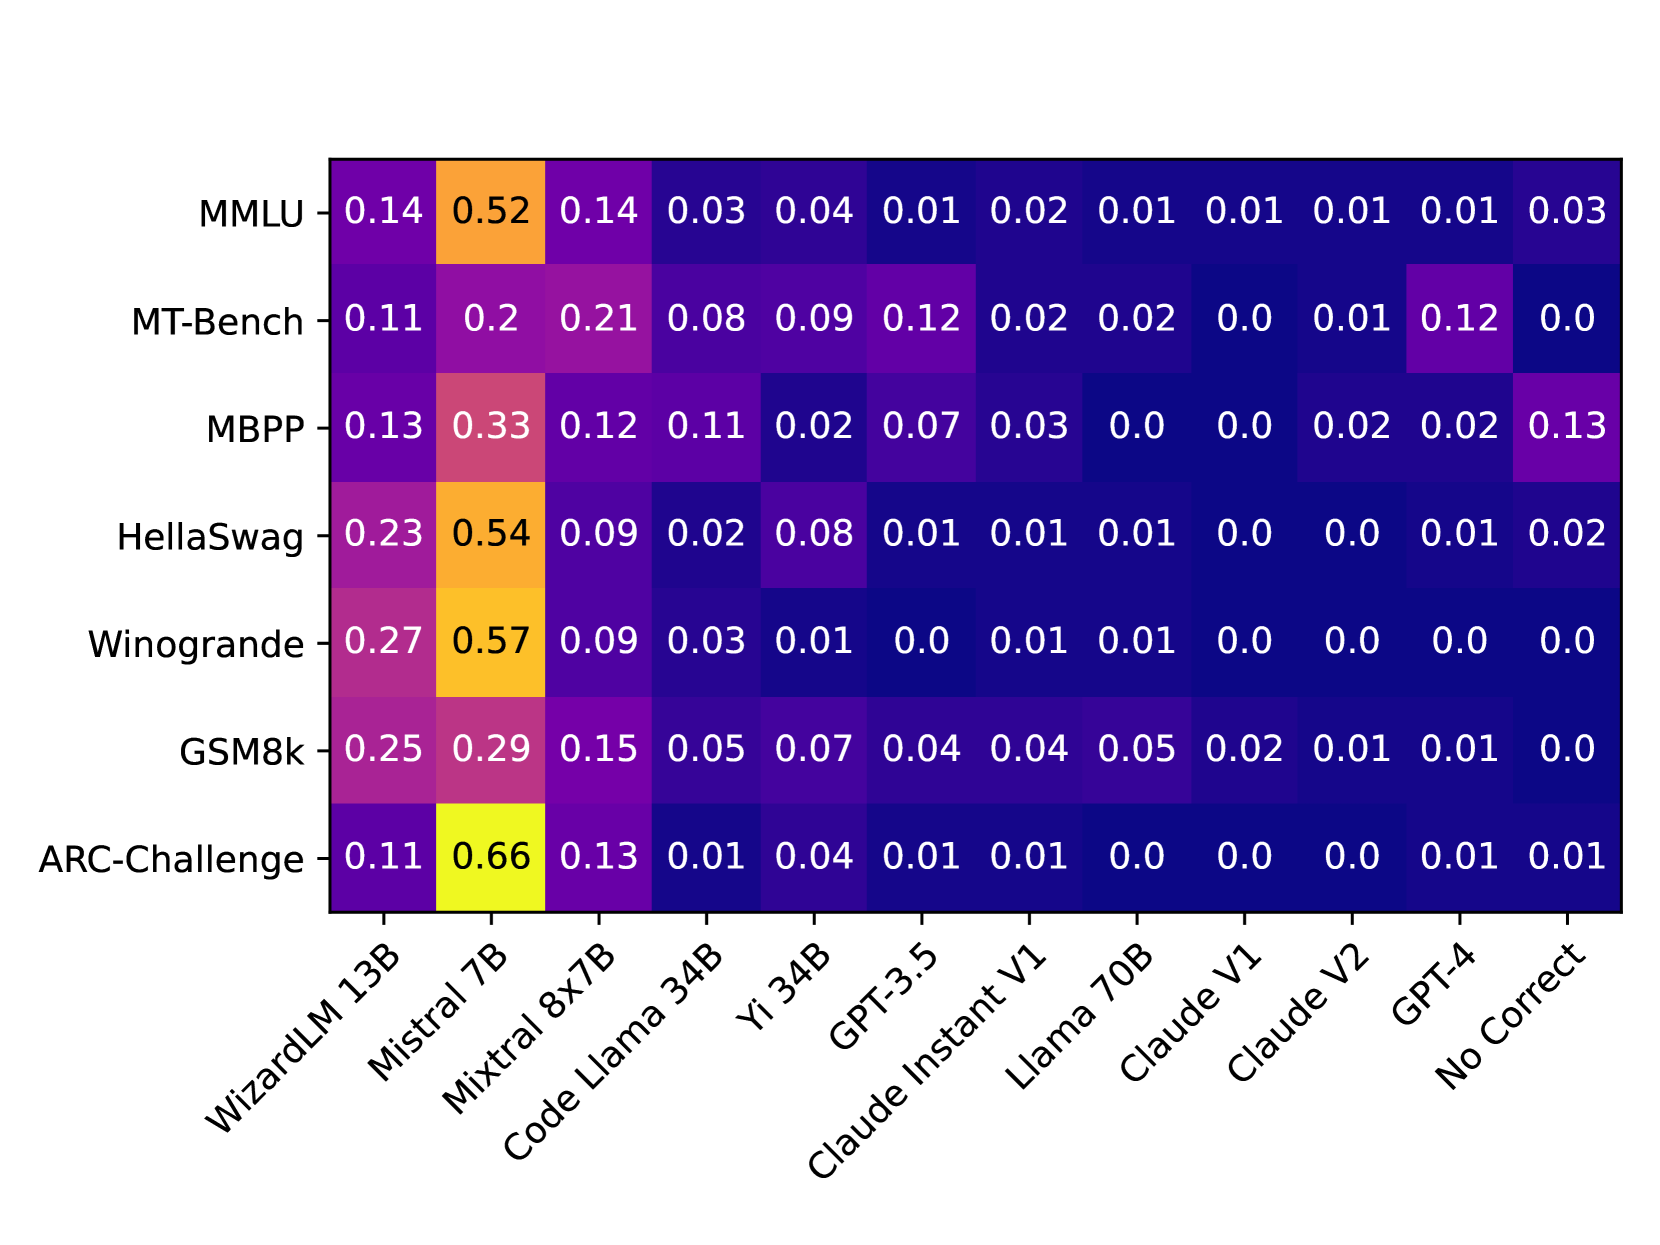 MMLU 0.14 0.52 0.14 0.03 0.04 0.01 0.02 0.01 0.01 0.01 0.01 0.03
MT-Bench 0.11 0.2 0.21 0.08 0.09 0.12 0.02 0.02 0.0 0.01 0.12 0.0
MBPP 0.13 0.33 0.12 0.11 0.02 0.07 0.03 0.0 0.0 0.02 0.02 0.13
HellaSwag 0.23 0.54 0.09 0.02 0.08 0.01 0.01 0.01 0.0 0.0 0.01 0.02
Winogrande 0.27 0.57 0.09 0.03 0.01 0.0 0.01 0.01 0.0 0.0 0.0 0.0
GSM8k 0.25 0.29 0.15 0.05 0.07 0.04 0.04 0.05 0.02 0.01 0.01 0.0
ARC-Challenge 0.11 0.66 0.13 0.01 0.04 0.01 0.01 0.0 0.0 0.0 0.01 0.01
WizardLM 13B
Mistral 7B
Mixtral 8x7B
Code Llama 34B
Yi 34B
GPT-3.5
Claude Instant V1
Llama 70B
Claude V1
Claude V2
GPT-4
No Correct